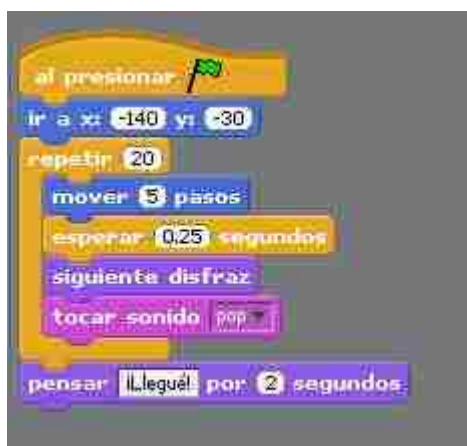 al presionar
ir a x: -140 y: -30
repetir 20
mover 5 pasos
esperar 0.25 segundos
siguiente disfraz
tocar sonido pop
pensar ¡Llegué! por 2 segundos